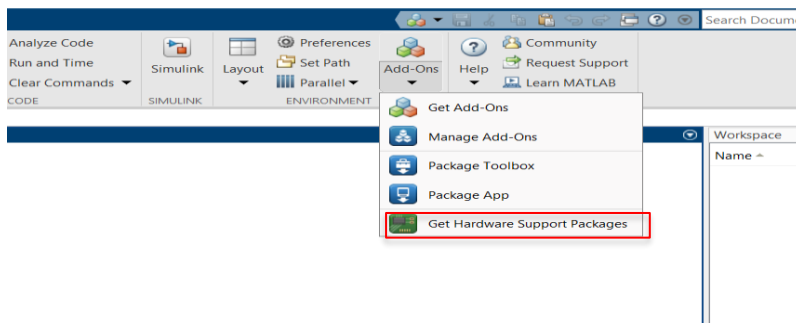 Search Docum
Analyze Code
Run and Time
Clear Commands
CODE
Simulink
SIMULINK
Layout
Preferences
Set Path
Parallel
ENVIRONMENT
Add-Ons
Help
Community
Request Support
Learn MATLAB
Get Add-Ons
Manage Add-Ons
Package Toolbox
Package App
Get Hardware Support Packages
Workspace
Name